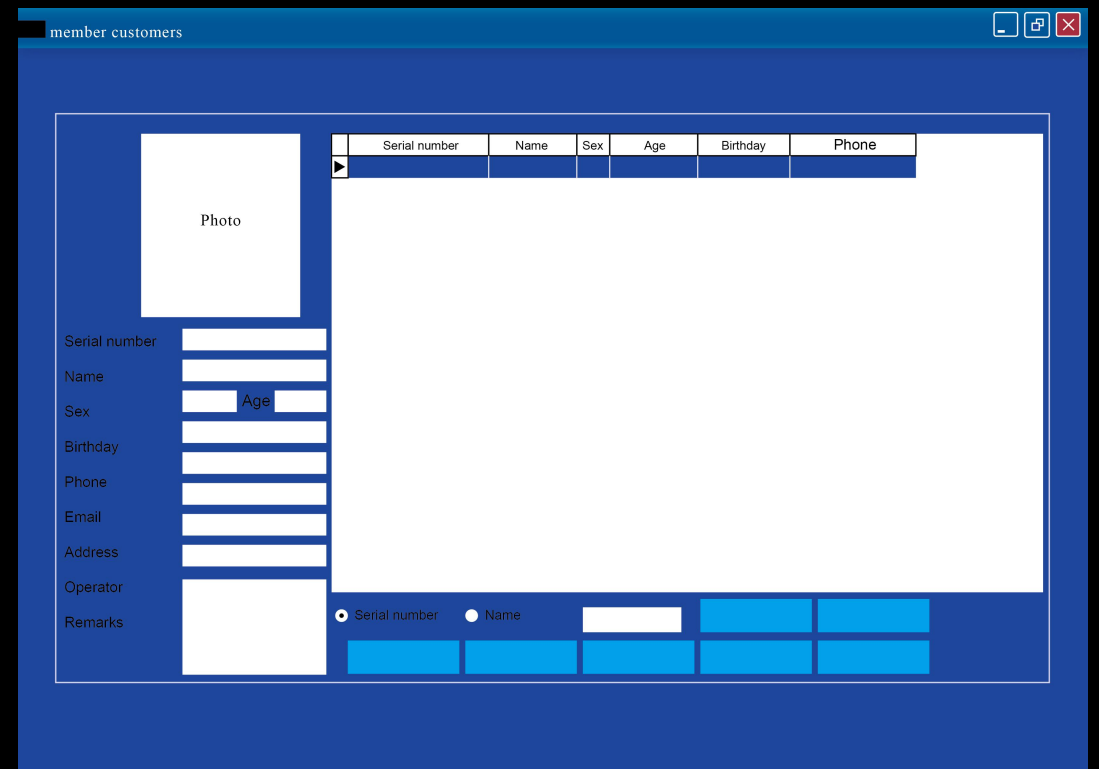 member customers
Photo
Serial number Name Sex Age Birthday Phone
Serial number
Name
Sex
Age
Birthday
Phone
Email
Address
Operator
Remarks
Serial number Name